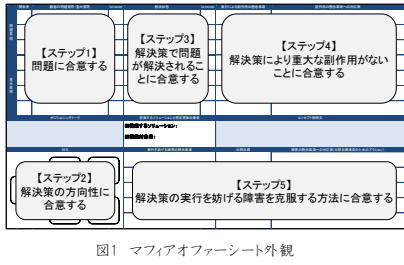 【ステップ1】
問題に合意する
【ステップ3】
解決策で問題
が解決されるこ
とに合意する
【ステップ4】
解決策により重大な副作用がない
ことに合意する
【ステップ2】
解決策の方向性に
合意する
【ステップ5】
解決策の実行を妨げる障害を克服する方法に合意する
図1 マフィアオファーシート外観